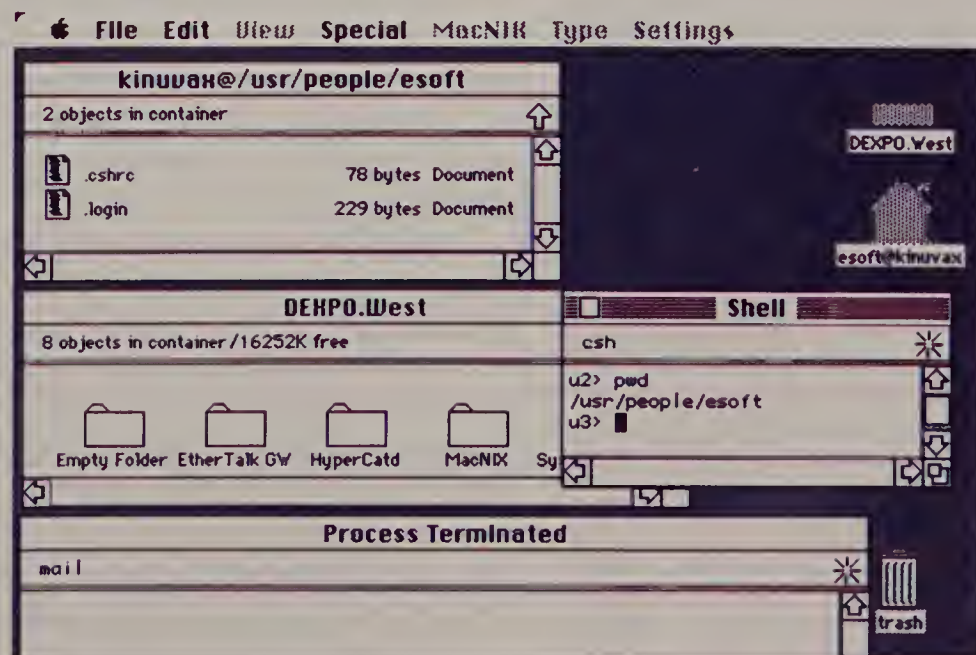 File Edit View Special MacNIX Type Settings
kinuvax@/usr/people/esoft
2 objects in container
.cshrc 78 bytes Document
.login 229 bytes Document
DEXPO.West
esoft@kinuvax
DEXPO.West
8 objects in container/16252K free
Empty Folder EtherTalk GW HyperCatd MacNIX Sy
Shell
csh
u2> pwd
/usr/people/esoft
u3>
Process Terminated
mail
trash